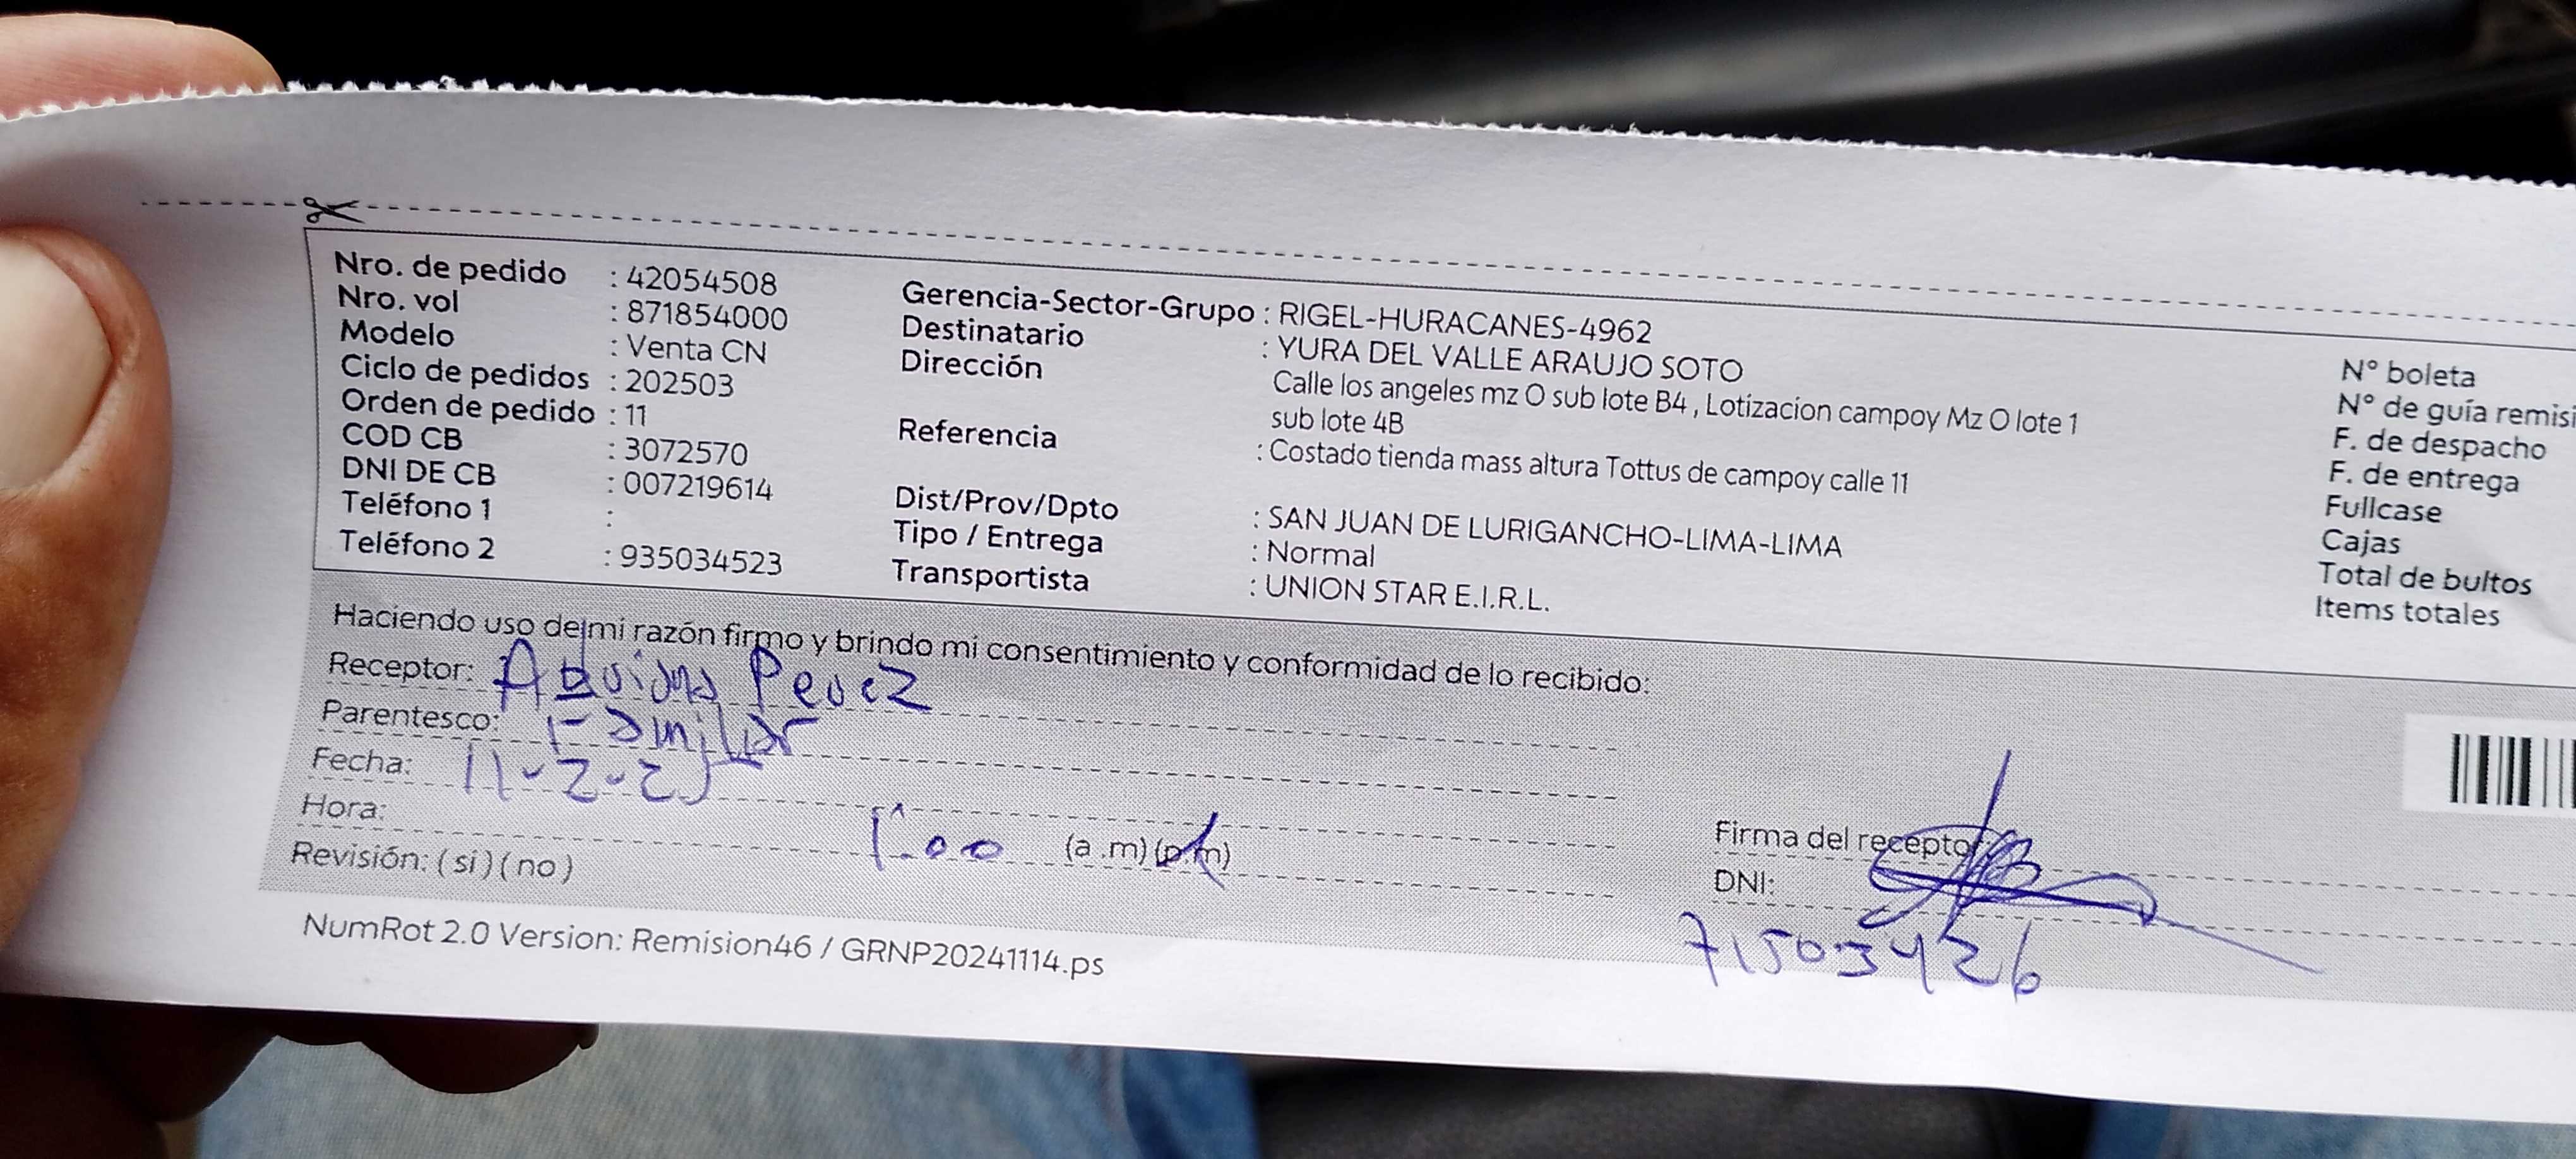 Nro. de pedido : 42054508
Nro. vol : 871854000
Modelo : Venta CN
Ciclo de pedidos : 202503
Orden de pedido : 11
COD CB : 3072570
DNI DE CB : 007219614
Teléfono 1 :
Teléfono 2 : 935034523
Gerencia-Sector-Grupo : RIGEL-HURACANES-4962
Destinatario : YURA DEL VALLE ARAUJO SOTO
Dirección Calle los angeles mz O sub lote B4 , Lotizacion campoy Mz O lote 1
sub lote 4B
Referencia : Costado tienda mass altura Tottus de campoy calle 11
Dist/Prov/Dpto : SAN JUAN DE LURIGANCHO-LIMA-LIMA
Tipo / Entrega : Normal
Transportista : UNION STAR E.I.R.L.
N° boleta
N° de guía remisi
F. de despacho
F. de entrega
Fullcase
Cajas
Total de bultos
Items totales
Haciendo uso de mi razón firmo y brindo mi consentimiento y conformidad de lo recibido:
Receptor: Perez
Parentesco: Familiar
Fecha: 11-2-25
Hora: 1:00 (a .m) (p.m)
Revisión: ( si ) ( no )
Firma del receptor:
DNI:
71503426
NumRot 2.0 Version: Remision46 / GRNP20241114.ps